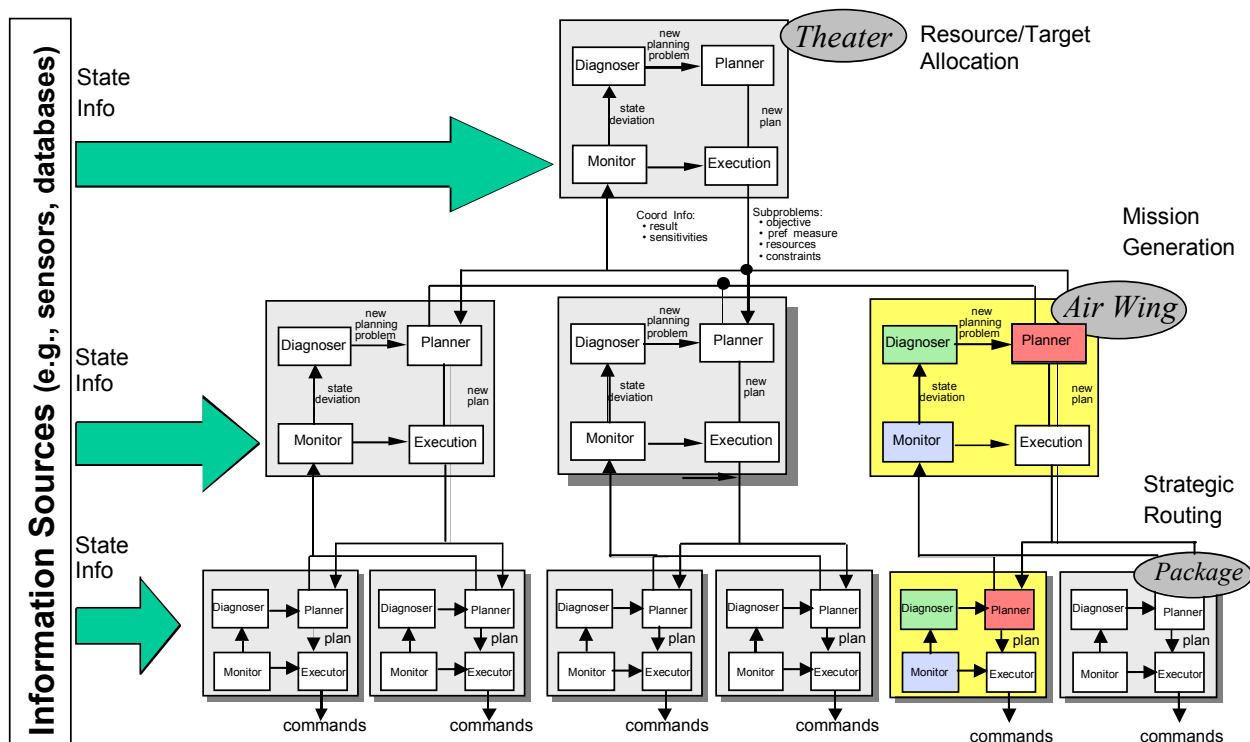 Information Sources (e.g., sensors, databases)
State
Info
Diagnoser
new
planning
problem
Planner
Theater
Resource/Target
Allocation
state
deviation
new
plan
Monitor
Execution
Coord Info:
• result
• sensitivities
Subproblems:
• objective
• pref measure
• resources
• constraints
Mission
Generation
State
Info
Diagnoser
new
planning
problem
Planner
state
deviation
new
plan
Monitor
Execution
Diagnoser
new
planning
problem
Planner
state
deviation
new
plan
Monitor
Execution
Air Wing
Diagnoser
new
planning
problem
Planner
state
deviation
new
plan
Monitor
Execution
Strategic
Routing
State
Info
Diagnoser
Planner
plan
Monitor
Executor
commands
Diagnoser
Planner
plan
Monitor
Executor
commands
Diagnoser
Planner
plan
Monitor
Executor
commands
Diagnoser
Planner
plan
Monitor
Executor
commands
Diagnoser
Planner
plan
Monitor
Executor
commands
Package
Diagnoser
Planner
plan
Monitor
Executor
commands